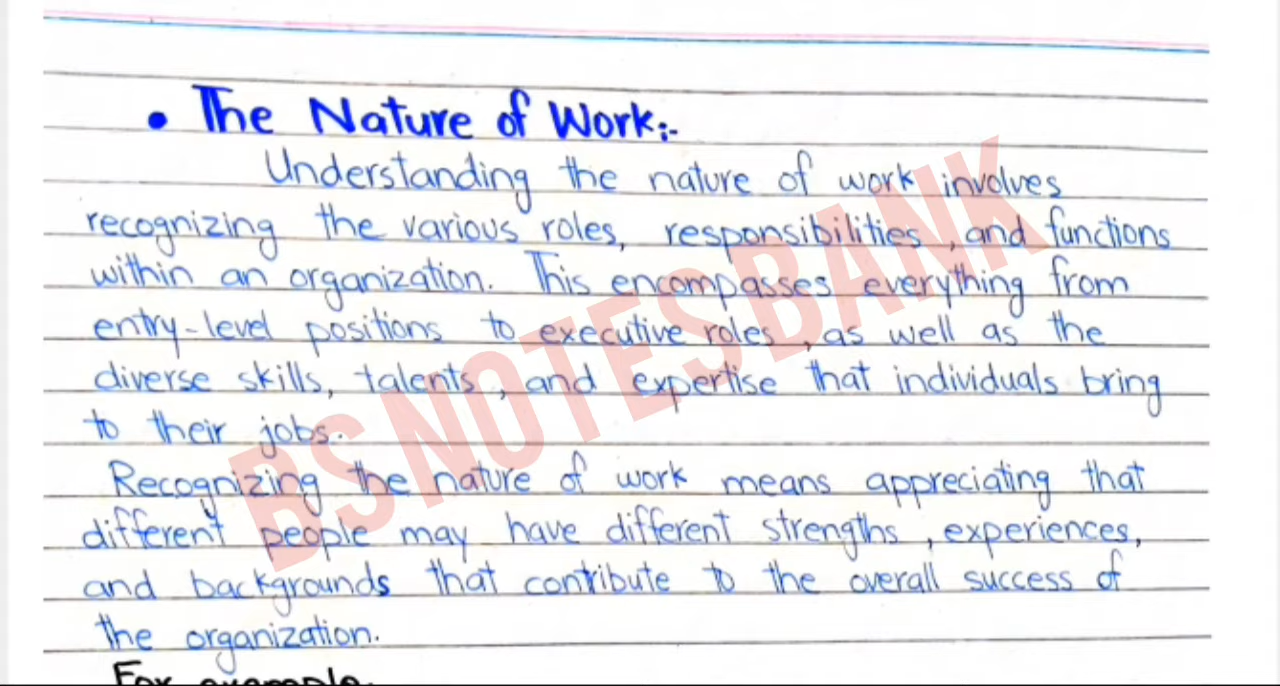 • The Nature of Work:-
Understanding the nature of work involves
recognizing the various roles, responsibilities, and functions
within an organization. This encompasses everything from
entry-level positions to executive roles, as well as the
diverse skills, talents, and expertise that individuals bring
to their jobs.
Recognizing the nature of work means appreciating that
different people may have different strengths, experiences,
and backgrounds that contribute to the overall success of
the organization.
For example.
BSNOTESBANK